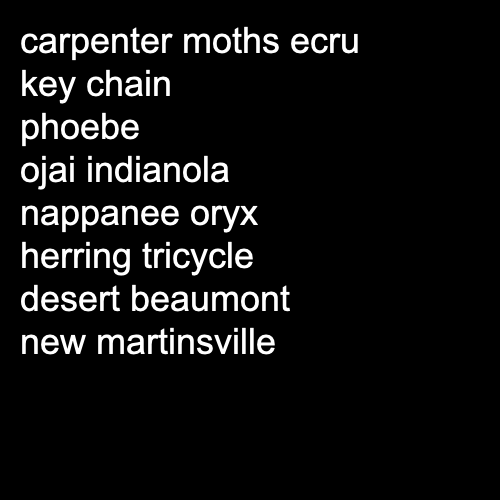 carpenter moths ecru
key chain
phoebe
ojai indianola
nappanee oryx
herring tricycle
desert beaumont
new martinsville